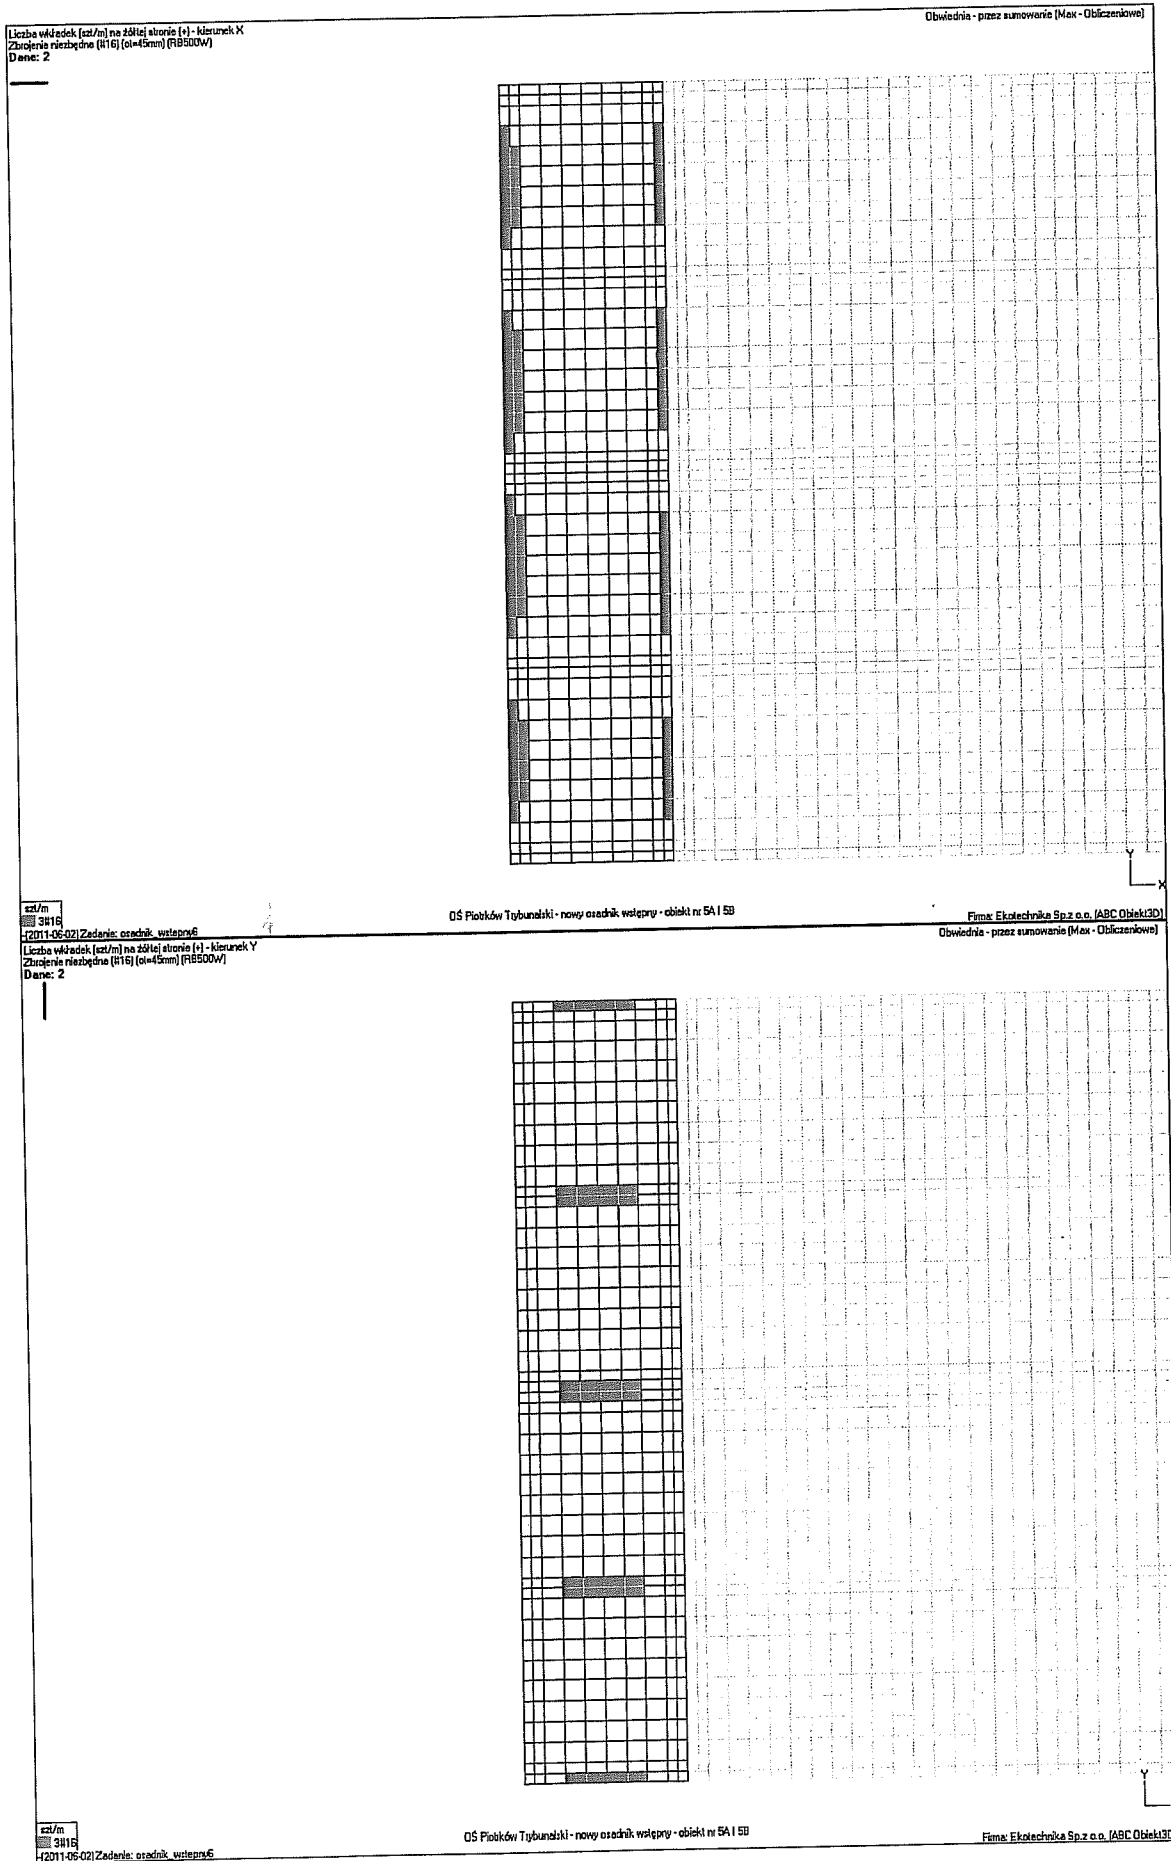 Liczba wkładek [szt/m] na żółtej stronie (+) - kierunek X
Obwiednia - przez sumowanie (Max - Obliczeniowe)
Zbrojenie niezbędne (#16) (ol=45mm) (RB500W)
Dane: 2
Y
X
szt/m
3#16
OŚ Piotrków Trybunalski - nowy osadnik wstępny - obiekt nr 5A I 5B
Firma: Ekotechnika Sp.z o.o. (ABC Obiekt3D)
(2011-06-02) Zadanie: osadnik_wstepny6
Liczba wkładek [szt/m] na żółtej stronie (+) - kierunek Y
Obwiednia - przez sumowanie (Max - Obliczeniowe)
Zbrojenie niezbędne (#16) (ol=45mm) (RB500W)
Dane: 2
Y
szt/m
3#16
OŚ Piotrków Trybunalski - nowy osadnik wstępny - obiekt nr 5A I 5B
Firma: Ekotechnika Sp.z o.o. (ABC Obiekt3D
(2011-06-02) Zadanie: osadnik_wstepny6